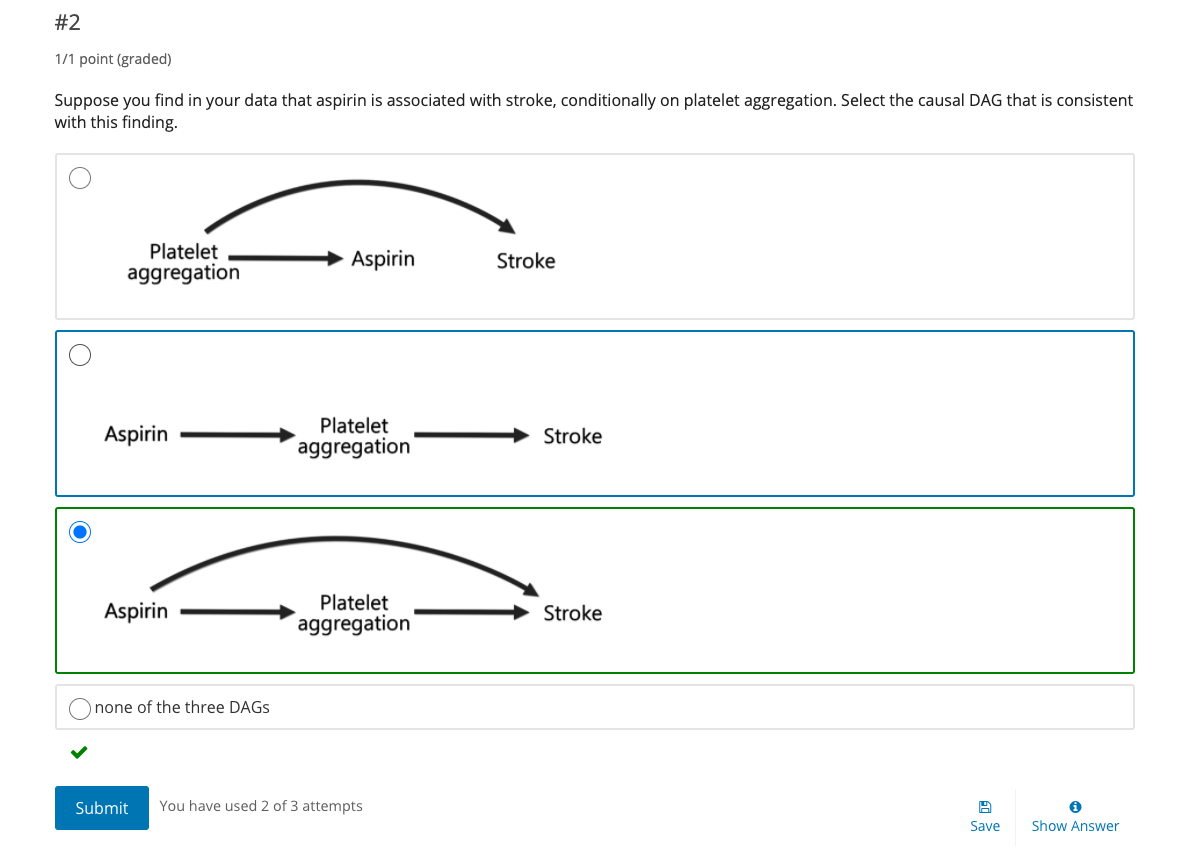 #2
1/1 point (graded)
Suppose you find in your data that aspirin is associated with stroke, conditionally on platelet aggregation. Select the causal DAG that is consistent
with this finding.
Platelet
aggregation
Aspirin
Stroke
Aspirin
Platelet
aggregation
Stroke
Aspirin
Platelet
aggregation
Stroke
none of the three DAGs
Submit
You have used 2 of 3 attempts
Save
Show Answer